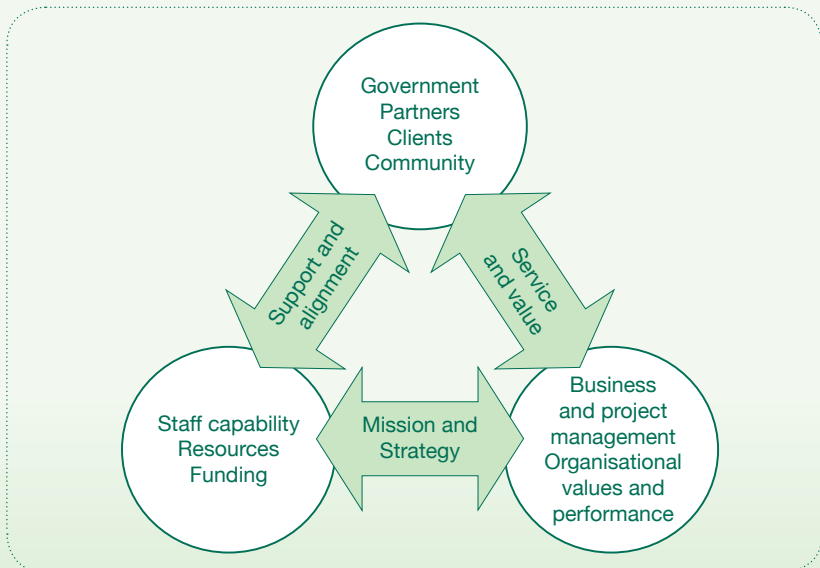 Government
Partners
Clients
Community
Support and
alignment
Service
and value
Staff capability
Resources
Funding
Mission and
Strategy
Business
and project
management
Organisational
values and
performance